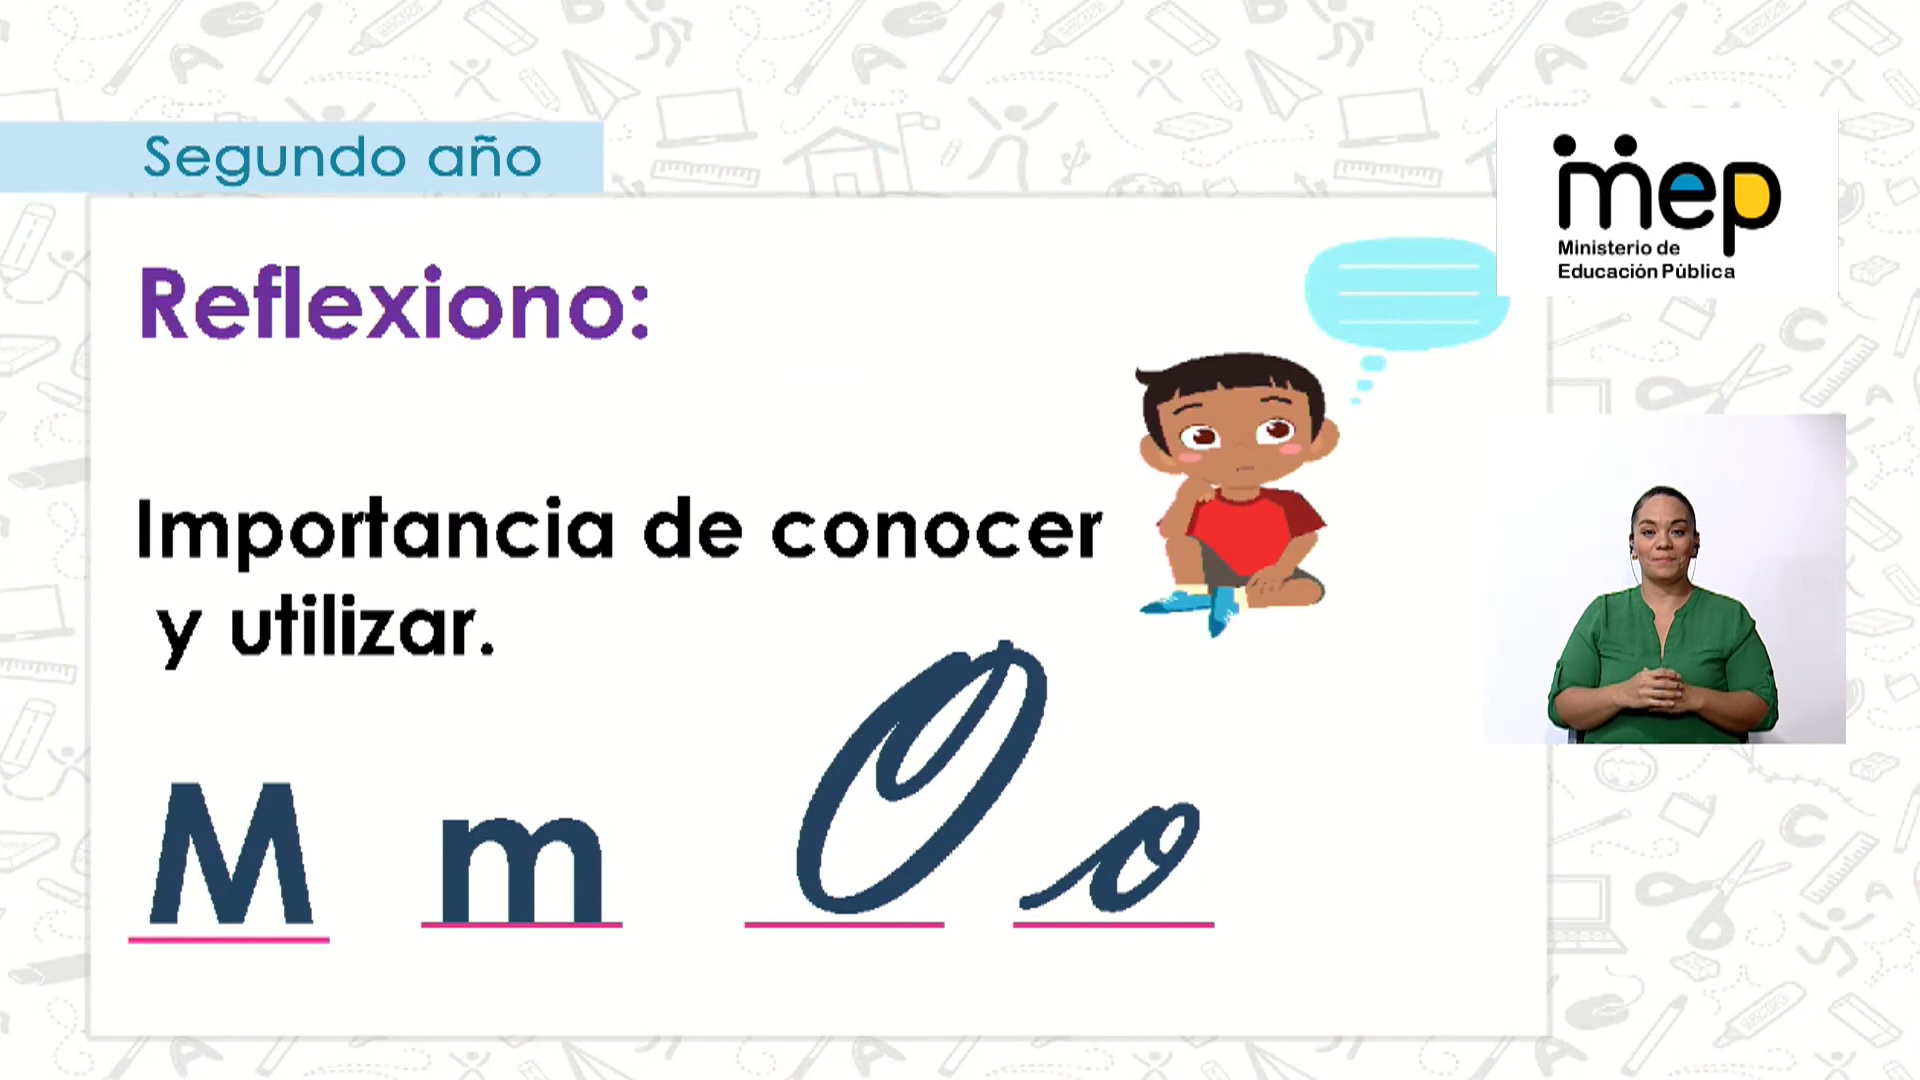 Segundo año
mep
Ministerio de
Educación Pública
Reflexiono:
Importancia de conocer
y utilizar.
M m O o